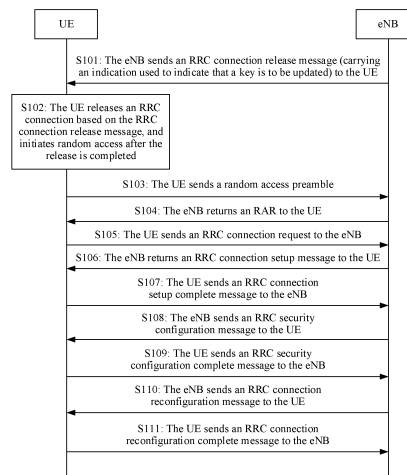 UE
eNB
S101: The eNB sends an RRC connection release message (carrying
an indication used to indicate that a key is to be updated) to the UE
S102: The UE releases an RRC
connection based on the RRC
connection release message, and
initiates random access after the
release is completed
S103: The UE sends a random access preamble
S104: The eNB returns an RAR to the UE
S105: The UE sends an RRC connection request to the eNB
S106: The eNB returns an RRC connection setup message to the UE
S107: The UE sends an RRC connection
setup complete message to the eNB
S108: The eNB sends an RRC security
configuration message to the UE
S109: The UE sends an RRC security
configuration complete message to the eNB
S110: The eNB sends an RRC connection
reconfiguration message to the UE
S111: The UE sends an RRC connection
reconfiguration complete message to the eNB